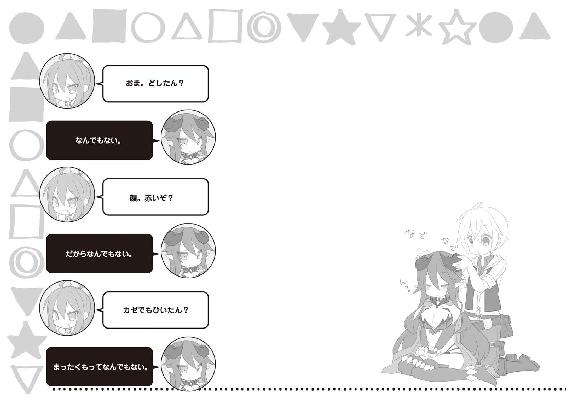 おま。どしたん?
なんでもない。
顔。赤いぞ?
だからなんでもない。
カゼでもひいたん?
まったくもってなんでもない。